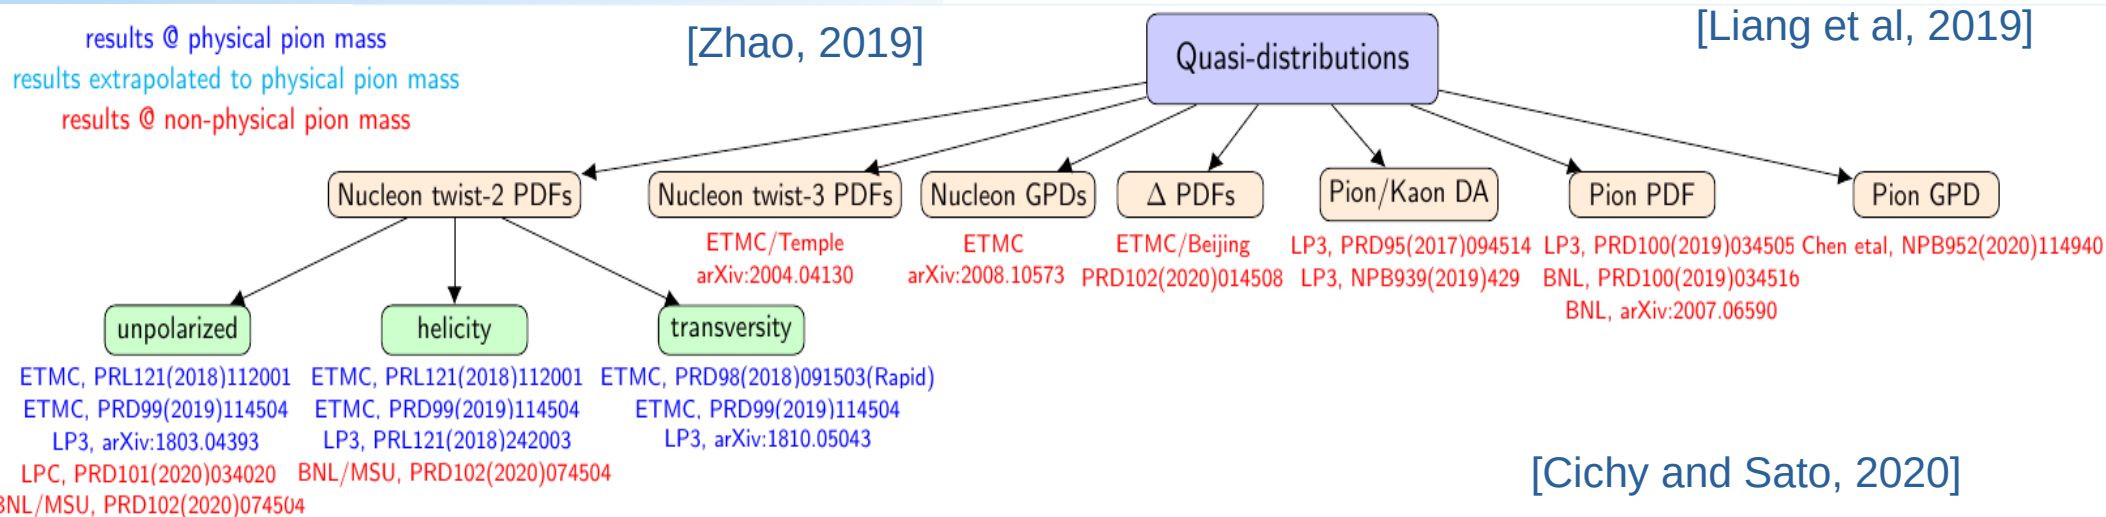 results @ physical pion mass
results extrapolated to physical pion mass
results @ non-physical pion mass
[Zhao, 2019]
Quasi-distributions
[Liang et al, 2019]
Nucleon twist-2 PDFs
Nucleon twist-3 PDFs
ETMC/Temple
arXiv:2004.04130
Nucleon GPDs
ETMC
arXiv:2008.10573
Δ PDFs
ETMC/Beijing
PRD102(2020)014508
Pion/Kaon DA
LP3, PRD95(2017)094514
LP3, NPB939(2019)429
Pion PDF
LP3, PRD100(2019)034505
BNL, PRD100(2019)034516
BNL, arXiv:2007.06590
Pion GPD
Chen etal, NPB952(2020)114940
unpolarized
ETMC, PRL121(2018)112001
ETMC, PRD99(2019)114504
LP3, arXiv:1803.04393
LPC, PRD101(2020)034020
BNL/MSU, PRD102(2020)074504
helicity
ETMC, PRL121(2018)112001
ETMC, PRD99(2019)114504
LP3, PRL121(2018)242003
BNL/MSU, PRD102(2020)074504
transversity
ETMC, PRD98(2018)091503(Rapid)
ETMC, PRD99(2019)114504
LP3, arXiv:1810.05043
[Cichy and Sato, 2020]